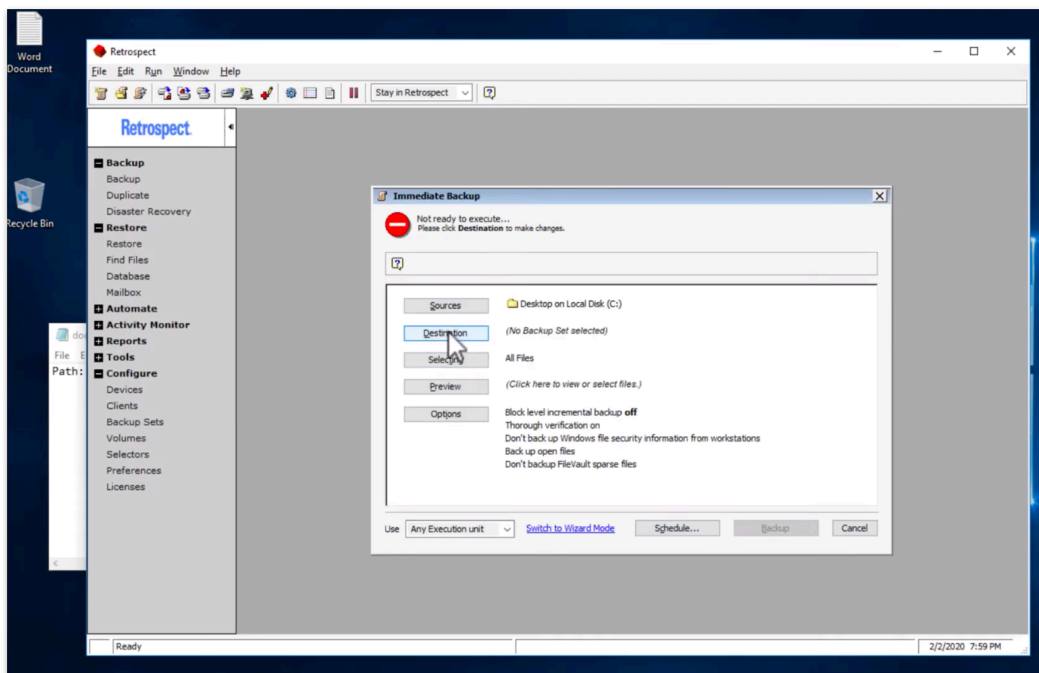 Word
Document
Recycle Bin
File
Path:
Retrospect
File Edit Run Window Help
Stay in Retrospect
Retrospect
Backup
Backup
Duplicate
Disaster Recovery
Restore
Restore
Find Files
Database
Mailbox
Automate
Activity Monitor
Reports
Tools
Configure
Devices
Clients
Backup Sets
Volumes
Selectors
Preferences
Licenses
Immediate Backup
Not ready to execute...
Please click Destination to make changes.
Sources Desktop on Local Disk (C:)
Destination (No Backup Set selected)
Selecting All Files
Preview (Click here to view or select files.)
Options Block level incremental backup off
Thorough verification on
Don't back up Windows file security information from workstations
Back up open files
Don't backup FileVault sparse files
Use Any Execution unit Switch to Wizard Mode Schedule... Backup Cancel
Ready 2/2/2020 7:59 PM